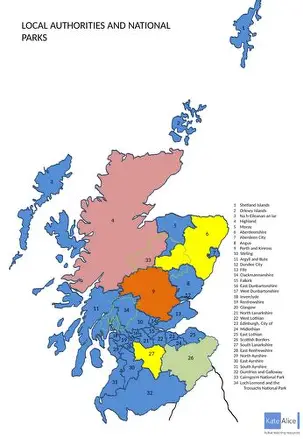 LOCAL AUTHORITIES AND NATIONAL
PARKS
1 Shetland Islands
2 Orkney Islands
3 Na h-Eileanan an Iar
4 Highland
5 Moray
6 Aberdeenshire
7 Aberdeen City
8 Angus
9 Perth and Kinross
10 Stirling
11 Argyll and Bute
12 Dundee City
13 Fife
14 Clackmannanshire
15 Falkirk
16 East Dunbartonshire
17 West Dunbartonshire
18 Inverclyde
19 Renfrewshire
20 Glasgow
21 North Lanarkshire
22 West Lothian
23 Edinburgh, City of
24 Midlothian
25 East Lothian
26 Scottish Borders
27 South Lanarkshire
28 East Renfrewshire
29 North Ayrshire
30 East Ayrshire
31 South Ayrshire
32 Dumfries and Galloway
33 Cairngorm National Park
34 Loch Lomond and the
Trossachs National Park
KateAlice